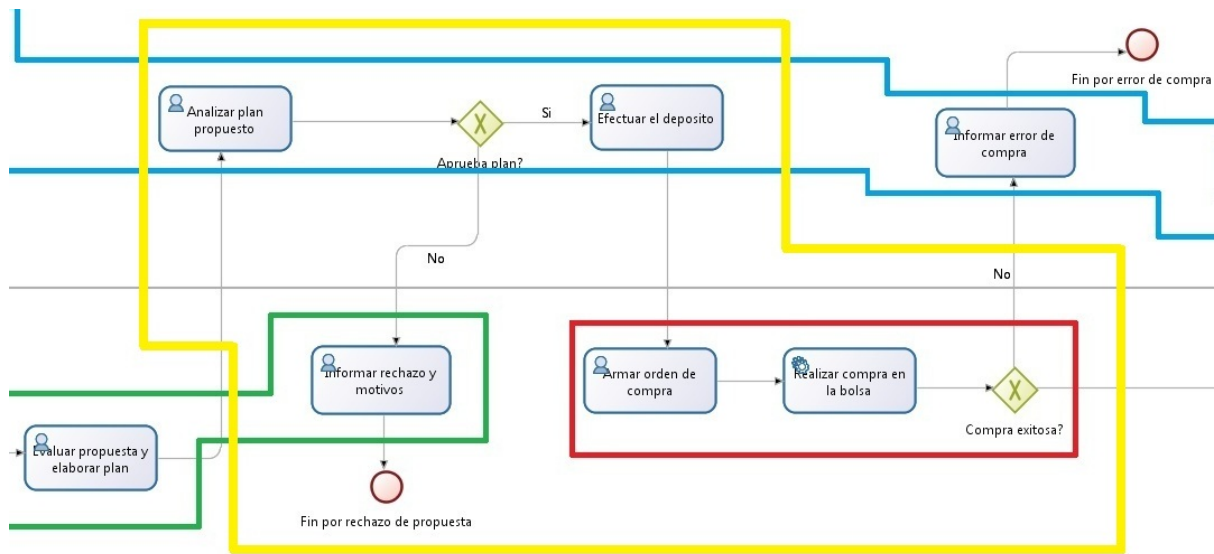 Fin por error de compra
Analizar plan
propuesto
Si
Efectuar el deposito
Informar error de
compra
Aprueba plan?
No
No
Informar rechazo y
motivos
Armar orden de
compra
Realizar compra en
la bolsa
Compra exitosa?
Evaluar propuesta y
elaborar plan
Fin por rechazo de propuesta